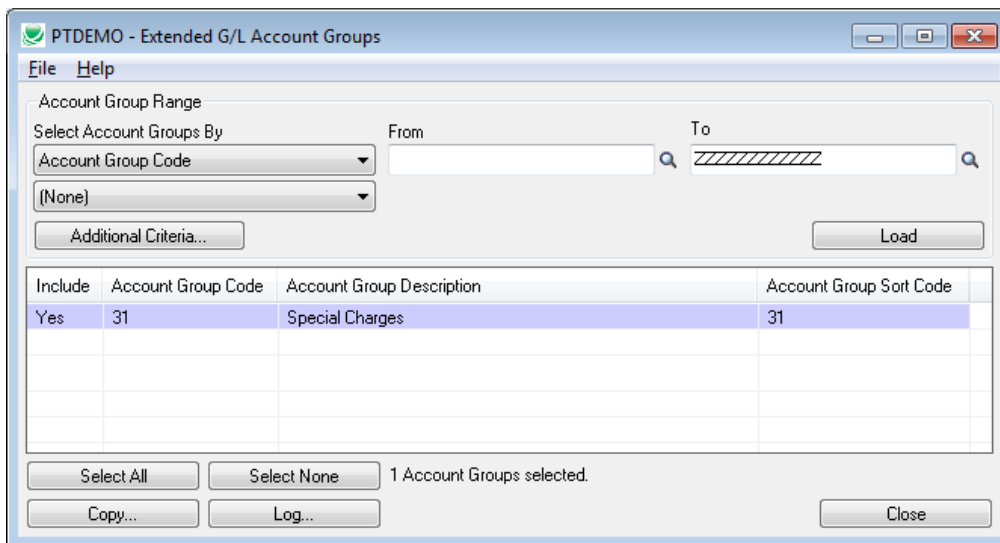 PTDEMO - Extended G/L Account Groups
File Help
Account Group Range
Select Account Groups By From To
Account Group Code ZZZZZZZZZZZZ
(None)
Additional Criteria... Load
Include Account Group Code Account Group Description Account Group Sort Code
Yes 31 Special Charges 31
Select All Select None 1 Account Groups selected.
Copy... Log... Close